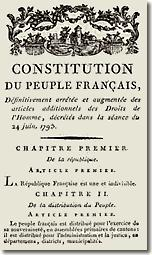 CONSTITUTION
DU PEUPLE FRANÇAIS,
Définitivement arrêtée et augmentée des
articles additionnels des Droits de
l'Homme, décrétés dans la séance du
24 juin, 1793.
CHAPITRE PREMIER.
De la république.
ARTICLE PREMIER.
LA République Française est une et indivisible.
CHAPITRE II.
De la distribution du Peuple.
ARTICLE PREMIER.
Le peuple français est distribué pour l'exercice de
sa souveraineté, en assemblées primaires de cantons;
il est distribué pour l'administration et la justice, en
départemens, districts, municipalités.